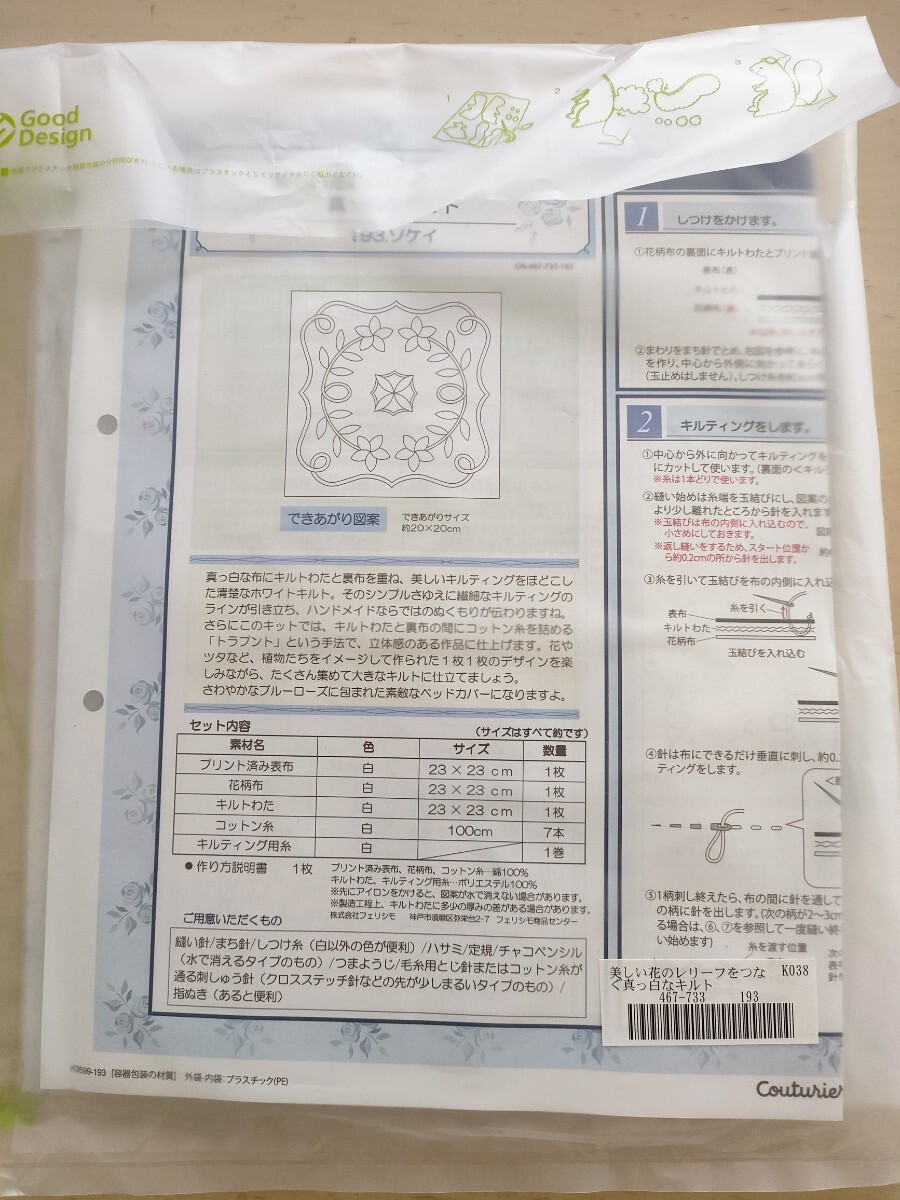 Good
Design
1
2
193.ソケイ
CN-467-733-193
できあがり図案
できあがりサイズ
約20×20cm
真っ白な布にキルトわたと裏布を重ね、美しいキルティングをほどこし
た清楚なホワイトキルト。そのシンプルさゆえに繊細なキルティングの
ラインが引き立ち、ハンドメイドならではのぬくもりが伝わりますね。
さらにこのキットでは、キルトわたと裏布の間にコットン糸を詰める
「トラプント」という手法で、立体感のある作品に仕上げます。花や
ツタなど、植物たちをイメージして作られた1枚1枚のデザインを楽
しみながら、たくさん集めて大きなキルトに仕立てましょう。
さわやかなブルーローズに包まれた素敵なベッドカバーになりますよ。
セット内容
(サイズはすべて約です)
素材名 色 サイズ 数量
プリント済み表布 白 23×23cm 1枚
花柄布 白 23×23cm 1枚
キルトわた 白 23×23cm 1枚
コットン糸 白 100cm 7本
キルティング用糸 白 1巻
●作り方説明書 1枚
プリント済み表布、花柄布、コットン糸…綿100%
キルトわた、キルティング用糸…ポリエステル100%
※先にアイロンをかけると、図案が水で消えない場合があります。
※製造工程上、キルトわたに多少の厚みの差がある場合があります。
株式会社フェリシモ 神戸市須磨区弥栄台2-7 フェリシモ商品センター
ご用意いただくもの
縫い針/まち針/しつけ糸(白以外の色が便利)/ハサミ/定規/チャコペンシル
(水で消えるタイプのもの)/つまようじ/毛糸用とじ針またはコットン糸が
通る刺しゅう針(クロスステッチ針などの先が少しまるいタイプのもの)/
指ぬき(あると便利)
[容器包装の材質] 外袋・内袋:プラスチック(PE)
1 しつけをかけます。
①花柄布の裏面にキルトわたとプリント
表布(表)
キルトわた
②まわりをまち針でとめ、右図を参考に
を作り、中心から外側に向かって
(玉止めはしません)。しつけ糸を
2 キルティングをします。
①中心から外に向かってキルティングを
にカットして使います。(裏面の<キル
※糸は1本どりで使います。
②縫い始めは糸端を玉結びにし、図案の
より少し離れたところから針を入れます
※玉結びは布の内側に入れ込むので、
小さめにしておきます。
※返し縫いをするため、スタート位置か
ら約0.2cmの所から針を出します。
③糸を引いて玉結びを布の内側に入れ込
糸を引く
表布
キルトわた
花柄布
玉結びを入れ込む
④針は布にできるだけ垂直に刺し、約0.
ティングをします。
⑤1柄刺し終えたら、布の間に針を通して
の柄に針を出します。(次の柄が2〜3cm
る場合は、⑥、⑦を参照して一度縫い終
い始めます)
糸を渡す位置
美しい花のレリーフをつな K038
ぐ真っ白なキルト
467-733 193
Couturier